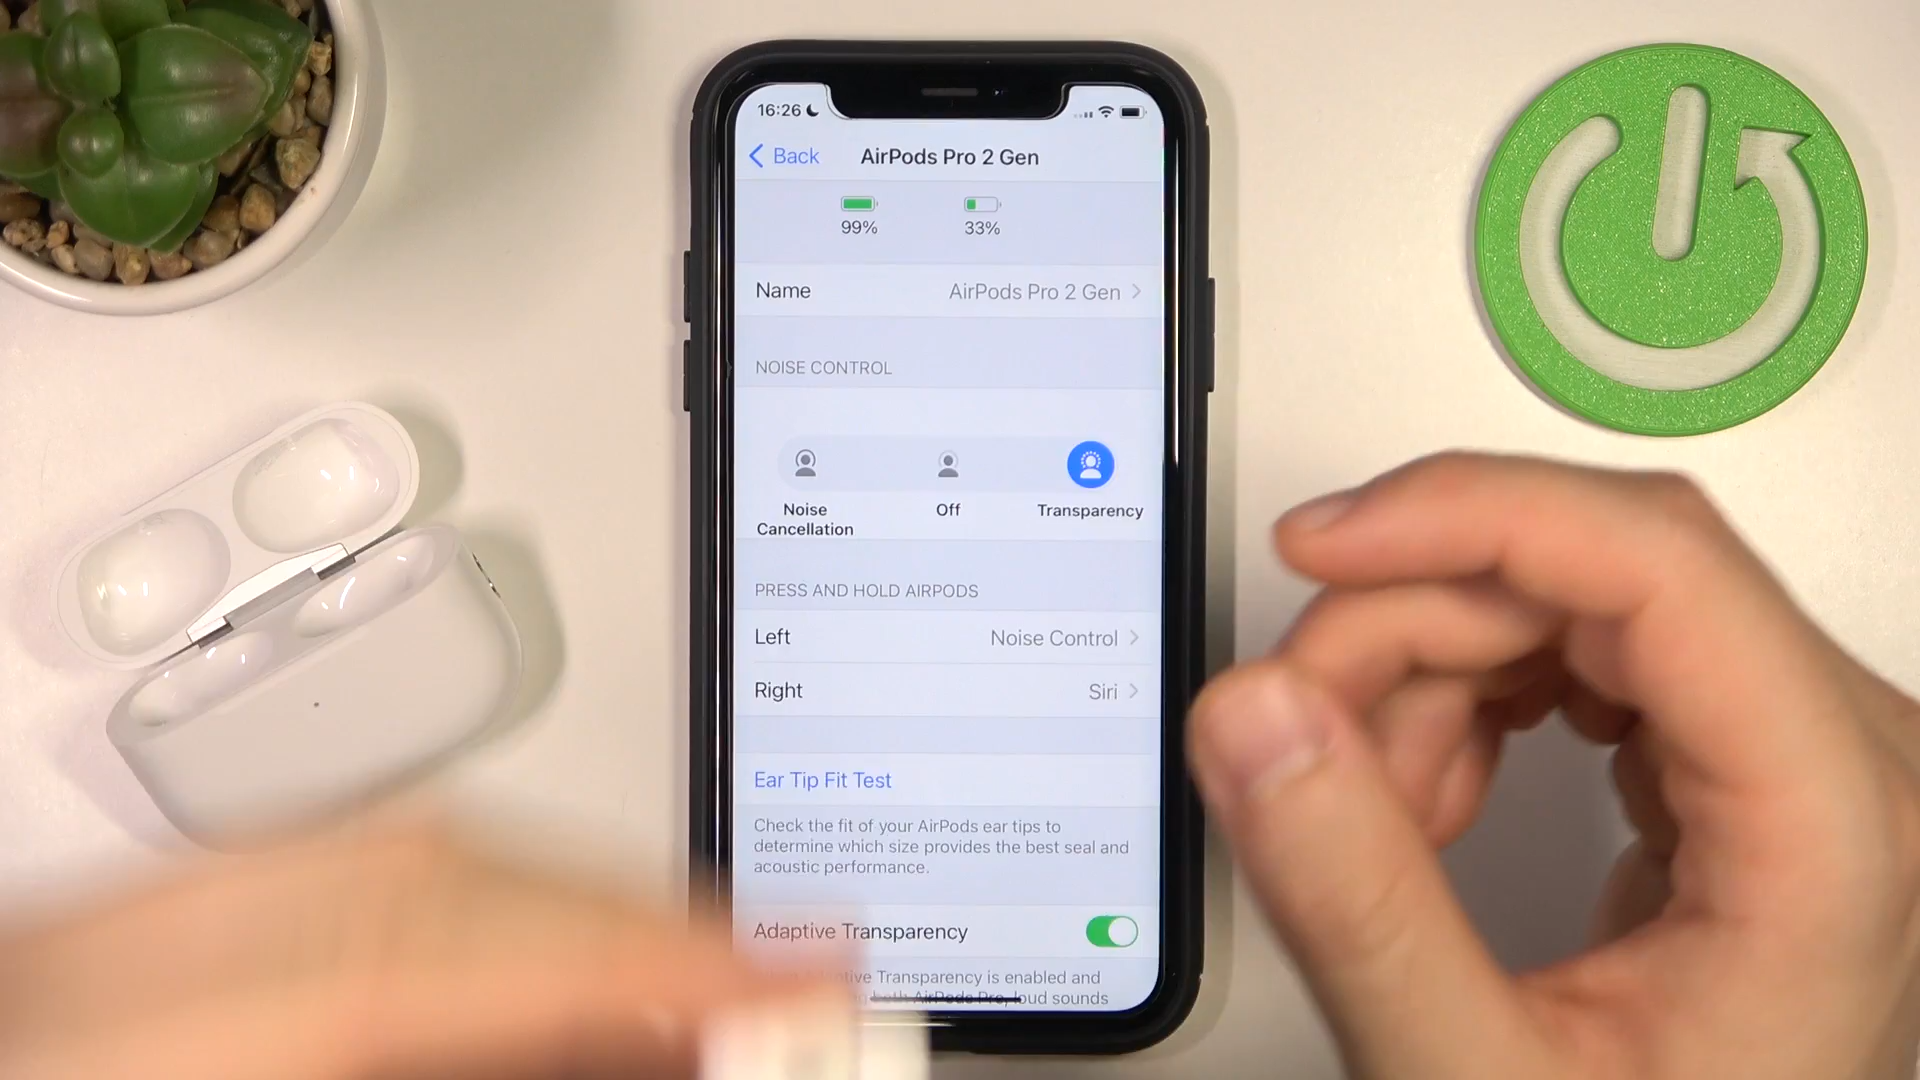 16:26
Back
AirPods Pro 2 Gen
99%
33%
Name
AirPods Pro 2 Gen
NOISE CONTROL
Noise
Cancellation
Off
Transparency
PRESS AND HOLD AIRPODS
Left
Noise Control
Right
Siri
Ear Tip Fit Test
Check the fit of your AirPods ear tips to
determine which size provides the best seal and
acoustic performance.
Adaptive Transparency
Transparency is enabled and
both AirPods Pro, loud sounds